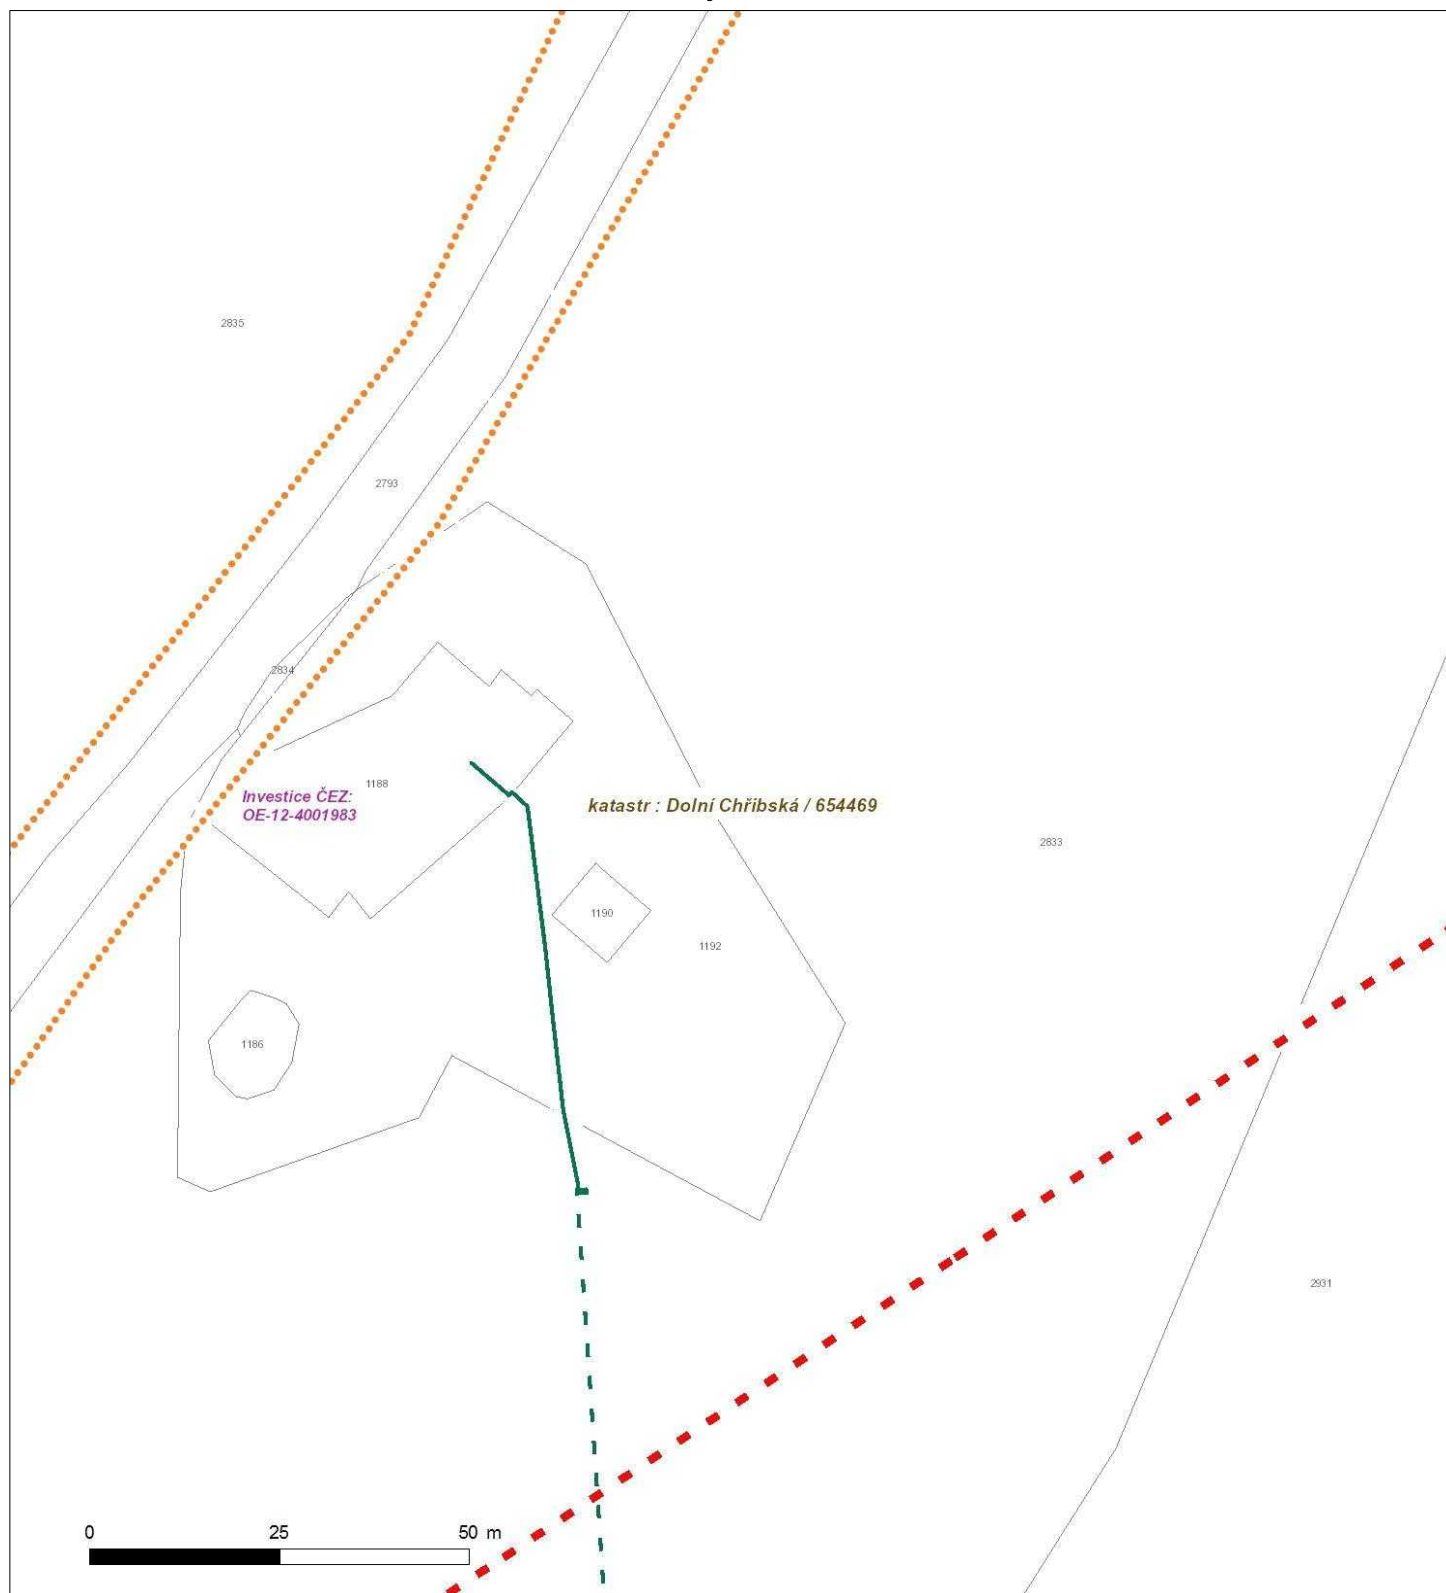 2835
2793
2834
1188
Investice ČEZ:
OE-12-4001983
katastr : Dolní Chřibská / 654469
2833
1190
1192
1186
2931
0 25 50 m